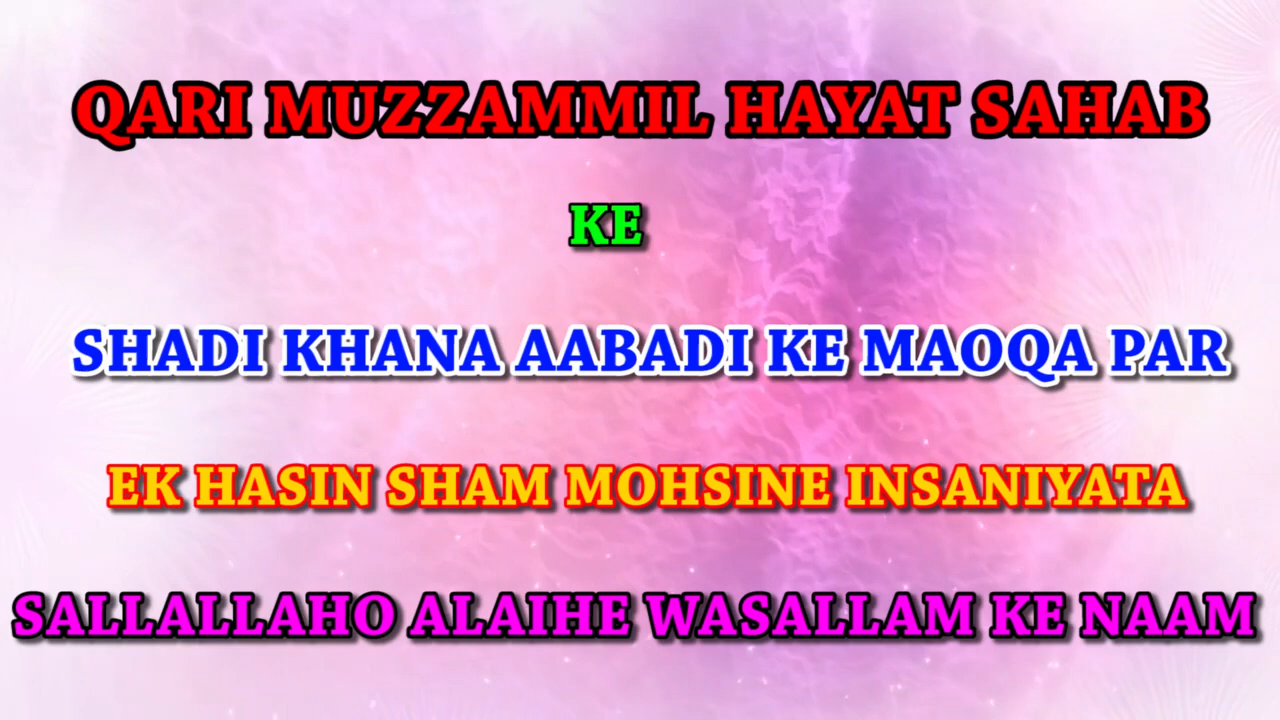 QARI MUZZAMMIL HAYAT SAHAB
KE
SHADI KHANA AABADI KE MAOQA PAR
EK HASIN SHAM MOHSINE INSANIYATA
SALLALLAHO ALAIHE WASALLAM KE NAAM